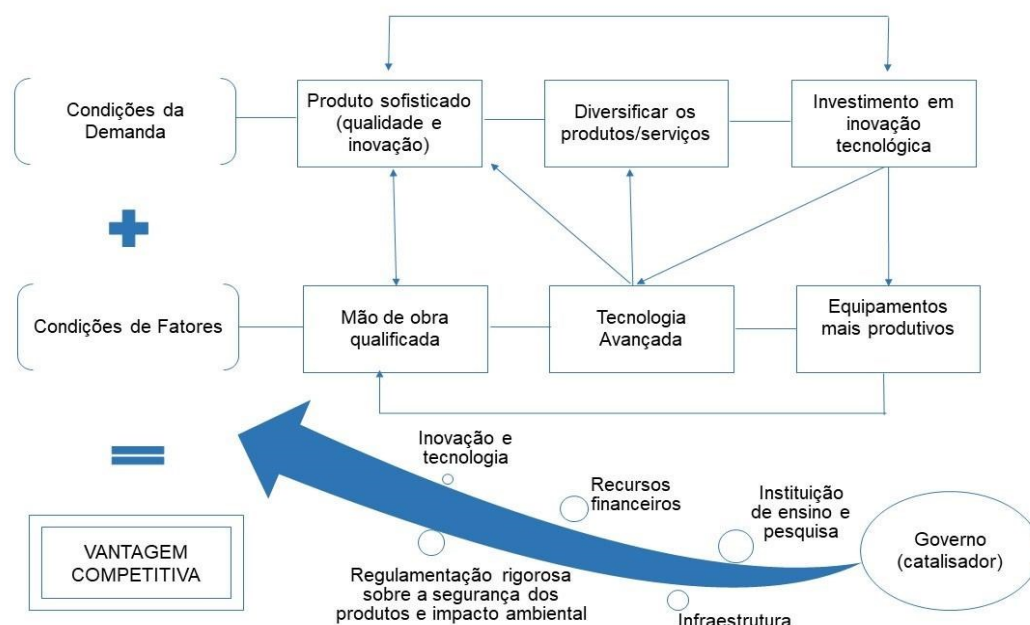 Condições da
Demanda
Produto sofisticado
(qualidade e
inovação)
Diversificar os
produtos/serviços
Investimento em
inovação
tecnológica
Condições de Fatores
Mão de obra
qualificada
Tecnologia
Avançada
Equipamentos
mais produtivos
Inovação e
tecnologia
Recursos
financeiros
Instituição
de ensino e
pesquisa
Governo
(catalisador)
VANTAGEM
COMPETITIVA
Regulamentação rigorosa
sobre a segurança dos
produtos e impacto ambiental
Infraestrutura